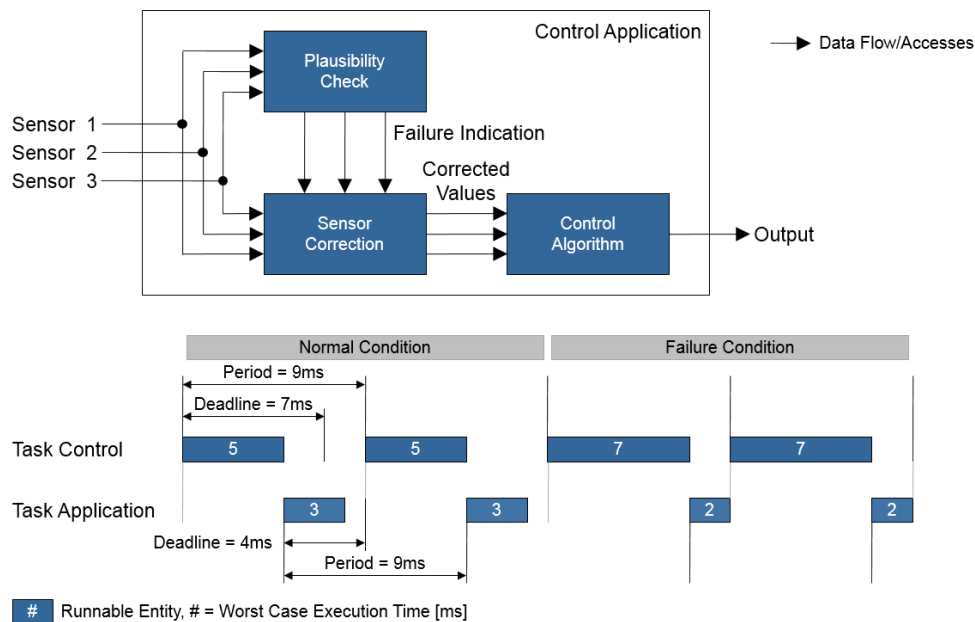 Control Application
Plausibility
Check
Data Flow/Accesses
Sensor 1
Sensor 2
Sensor 3
Failure Indication
Corrected
Values
Sensor
Correction
Control
Algorithm
Output
Normal Condition
Failure Condition
Period = 9ms
Deadline = 7ms
Task Control
5
5
7
7
Task Application
3
3
2
2
Deadline = 4ms
Period = 9ms
# Runnable Entity, # = Worst Case Execution Time [ms]